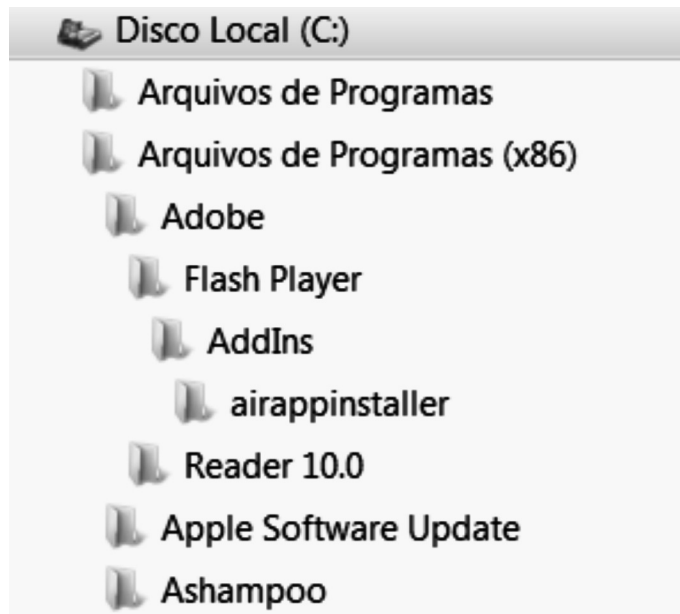 Disco Local (C:)
Arquivos de Programas
Arquivos de Programas (x86)
Adobe
Flash Player
AddIns
airappinstaller
Reader 10.0
Apple Software Update
Ashampoo